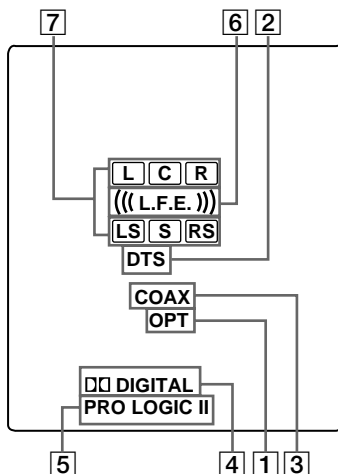 7 6 2
L C R
((( L.F.E. )))
LS S RS
DTS
COAX
OPT
DIGITAL
PRO LOGIC II
5 4 1 3